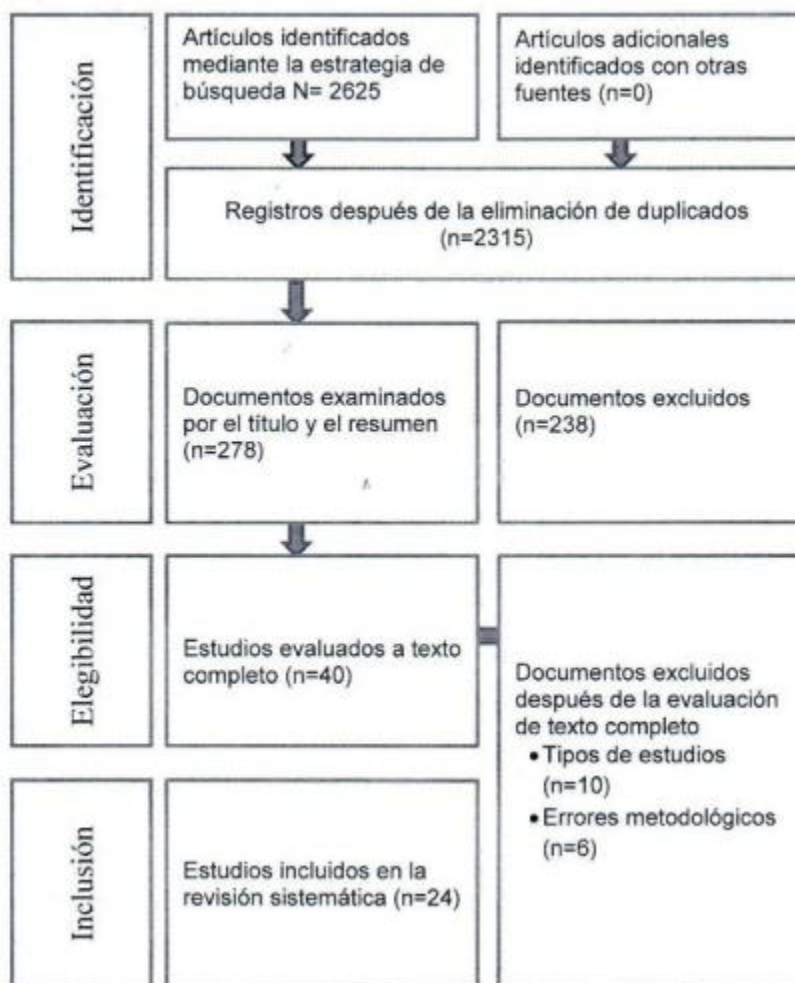 Identificación
Artículos identificados
mediante la estrategia de
búsqueda N= 2625
Artículos adicionales
identificados con otras
fuentes (n=0)
Registros después de la eliminación de duplicados
(n=2315)
Evaluación
Documentos examinados
por el título y el resumen
(n=278)
Documentos excluidos
(n=238)
Elegibilidad
Estudios evaluados a texto
completo (n=40)
Documentos excluidos
después de la evaluación
de texto completo
• Tipos de estudios
(n=10)
• Errores metodológicos
(n=6)
Inclusión
Estudios incluidos en la
revisión sistemática (n=24)